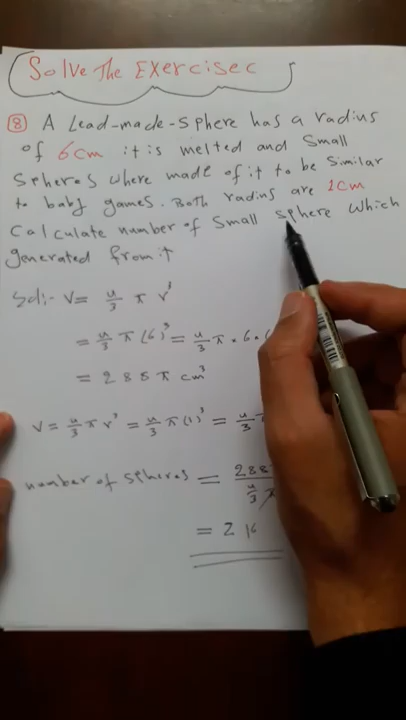 Solve The Exercisec
8 A Lead-made-sphere has a radius
of 6cm it is melted and small
spheres where made of it to be similar
to baby games. Both radius are 1cm
calculate number of small sphere which
generated from it
Sol:- V= 4/3 π r³
= 4/3 π (6)³ = 4/3 π . 6 . 6
= 288π cm³
V = 4/3 π r³ = 4/3 π (1)³ = 4/3 π
number of spheres = 288 / 4/3 π
= 216